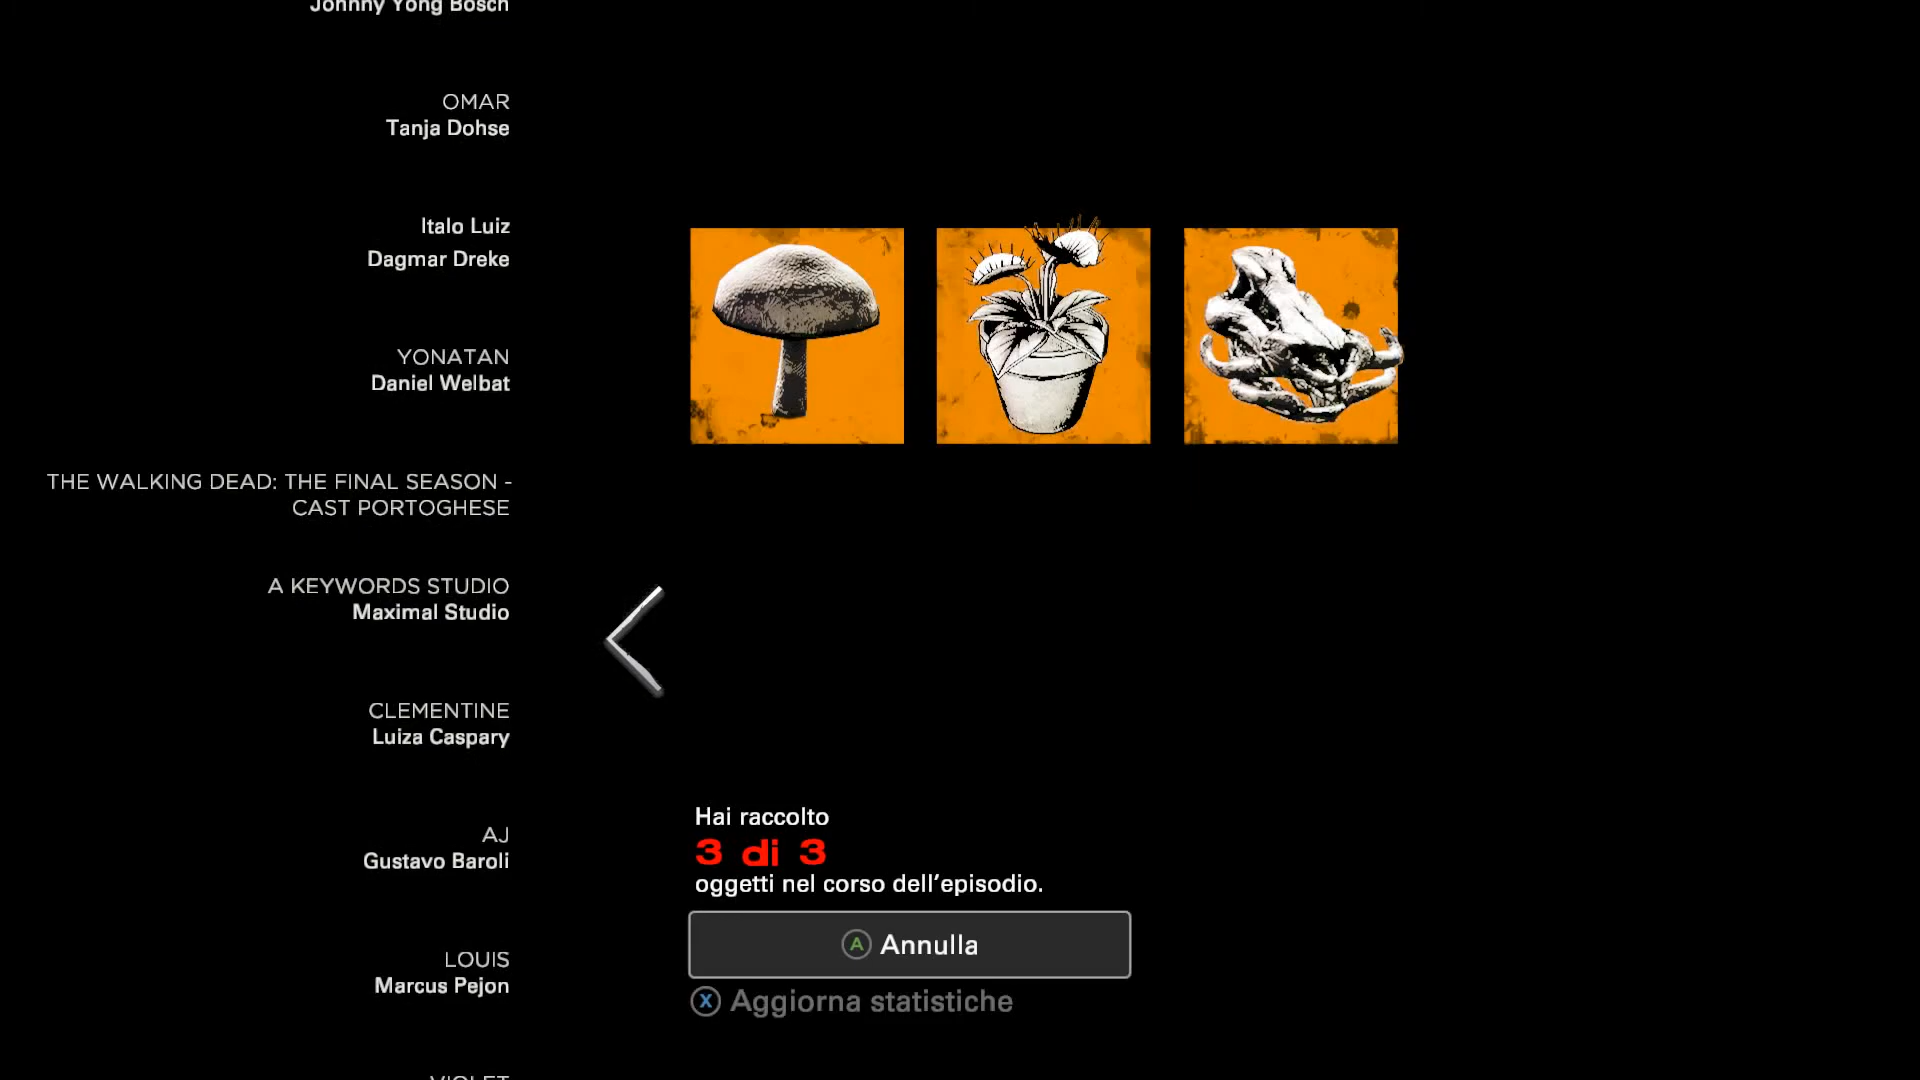 Johnny Yong Bosch
OMAR
Tanja Dohse
Italo Luiz
Dagmar Dreke
YONATAN
Daniel Welbat
THE WALKING DEAD: THE FINAL SEASON -
CAST PORTOGHESE
A KEYWORDS STUDIO
Maximal Studio
CLEMENTINE
Luiza Caspary
AJ
Gustavo Baroli
LOUIS
Marcus Pejon
VIOLET
Hai raccolto
3 di 3
oggetti nel corso dell'episodio.
A Annulla
X Aggiorna statistiche